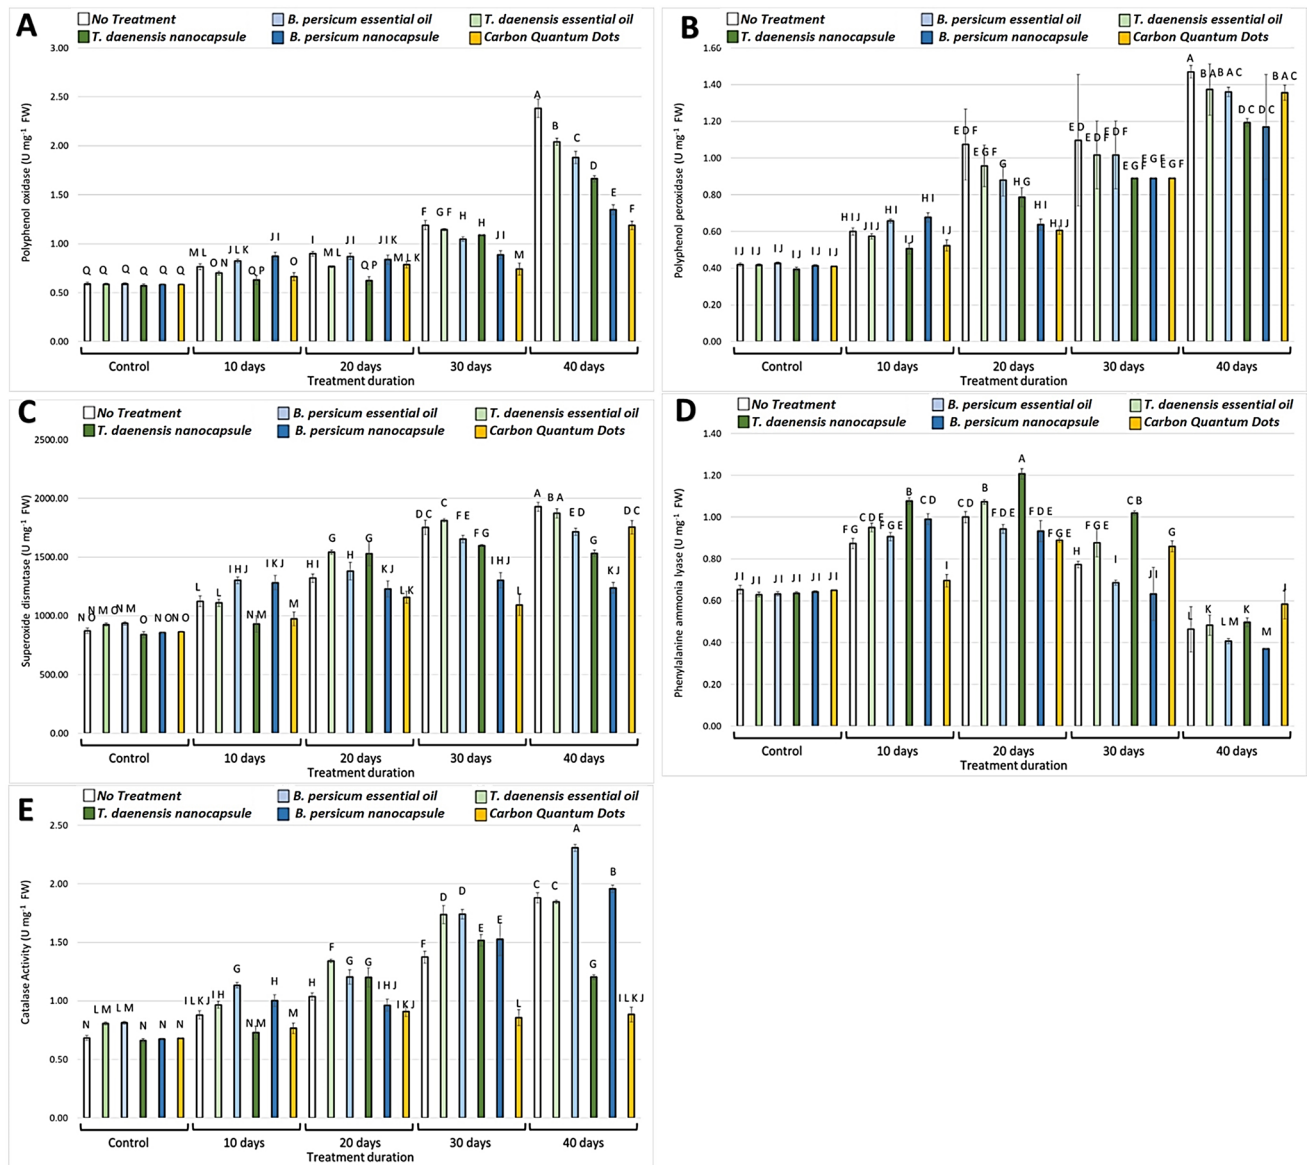 A
No Treatment
B. persicum essential oil
T. daenensis essential oil
T. daenensis nanocapsule
B. persicum nanocapsule
Carbon Quantum Dots
Polyphenol oxidase (U mg⁻¹ FW)
3.00
2.50
2.00
1.50
1.00
0.50
0.00
Q Q Q Q Q Q
M L O N J L K Q P J I O
I M L J I Q P J I K M L K
F G F H H J I M
A B C D E F
Control 10 days 20 days 30 days 40 days
Treatment duration
B
No Treatment
B. persicum essential oil
T. daenensis essential oil
T. daenensis nanocapsule
B. persicum nanocapsule
Carbon Quantum Dots
Polyphenol peroxidase (U mg⁻¹ FW)
1.60
1.40
1.20
1.00
0.80
0.60
0.40
0.20
0.00
I J I J I J I J I J I J
H I J J I J H I I J H I
E D F E G F G H G H I H I J
E D E D F E D F E G F E G F E G F
A B A B A C D C D C B A C
Control 10 days 20 days 30 days 40 days
Treatment duration
C
No Treatment
B. persicum essential oil
T. daenensis essential oil
T. daenensis nanocapsule
B. persicum nanocapsule
Carbon Quantum Dots
Superoxide dismutase (U mg⁻¹ FW)
2500.00
2000.00
1500.00
1000.00
500.00
0.00
N O N M O N M O N O N O
L L I H J N M I K J M
H I G H G K J L K
D C C F E F G I H J L
A B A E D G K J D C
Control 10 days 20 days 30 days 40 days
Treatment duration
D
No Treatment
B. persicum essential oil
T. daenensis essential oil
T. daenensis nanocapsule
B. persicum nanocapsule
Carbon Quantum Dots
Phenylalanine ammonia lyase (U mg⁻¹ FW)
1.40
1.20
1.00
0.80
0.60
0.40
0.20
0.00
J I J I J I J I J I J I
F G C D E F G E B C D I
C D B F D E A F D E F G E
H F G E I C B J I G
L K L M K M J
Control 10 days 20 days 30 days 40 days
Treatment duration
E
No Treatment
B. persicum essential oil
T. daenensis essential oil
T. daenensis nanocapsule
B. persicum nanocapsule
Carbon Quantum Dots
Catalase Activity (U mg⁻¹ FW)
2.50
2.00
1.50
1.00
0.50
0.00
N L M L M N N N
I L K J I H G N M H M
H F G G I H J I K J
F D D E E L
C C A G B I L K J
Control 10 days 20 days 30 days 40 days
Treatment duration